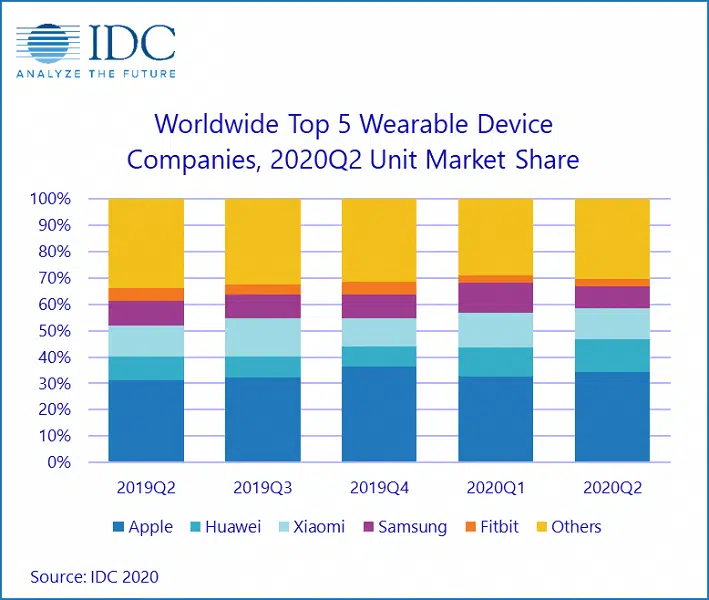 IDC
ANALYZE THE FUTURE
Worldwide Top 5 Wearable Device
Companies, 2020Q2 Unit Market Share
100%
90%
80%
70%
60%
50%
40%
30%
20%
10%
0%
2019Q2 2019Q3 2019Q4 2020Q1 2020Q2
Apple Huawei Xiaomi Samsung Fitbit Others
Source: IDC 2020